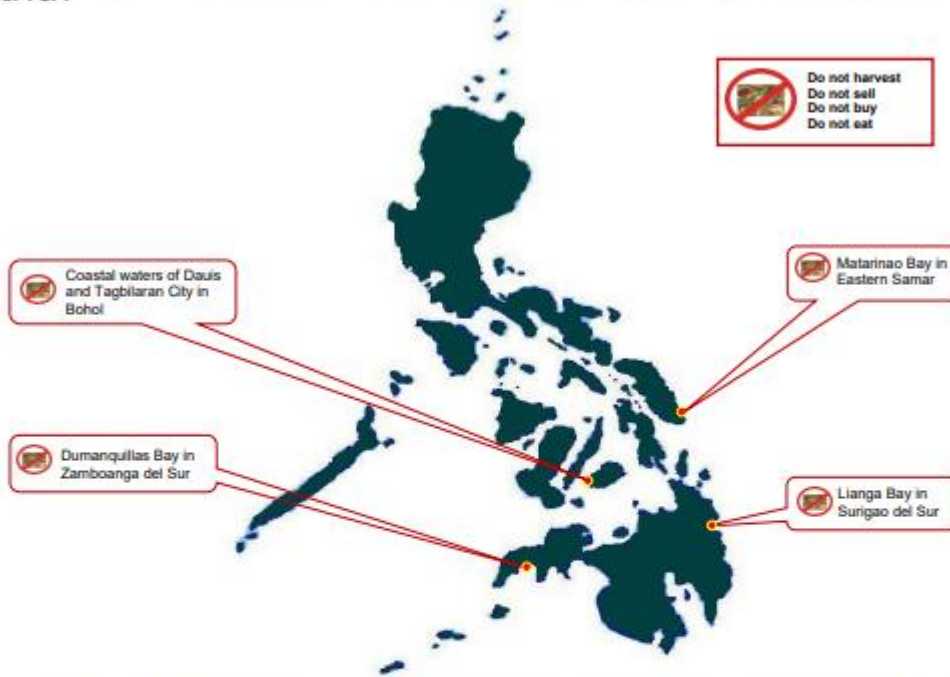 Do not harvest
Do not sell
Do not buy
Do not eat
Coastal waters of Dauis
and Tagbilaran City in
Bohol
Matarinao Bay in
Eastern Samar
Dumanquillas Bay in
Zamboanga del Sur
Lianga Bay in
Surigao del Sur